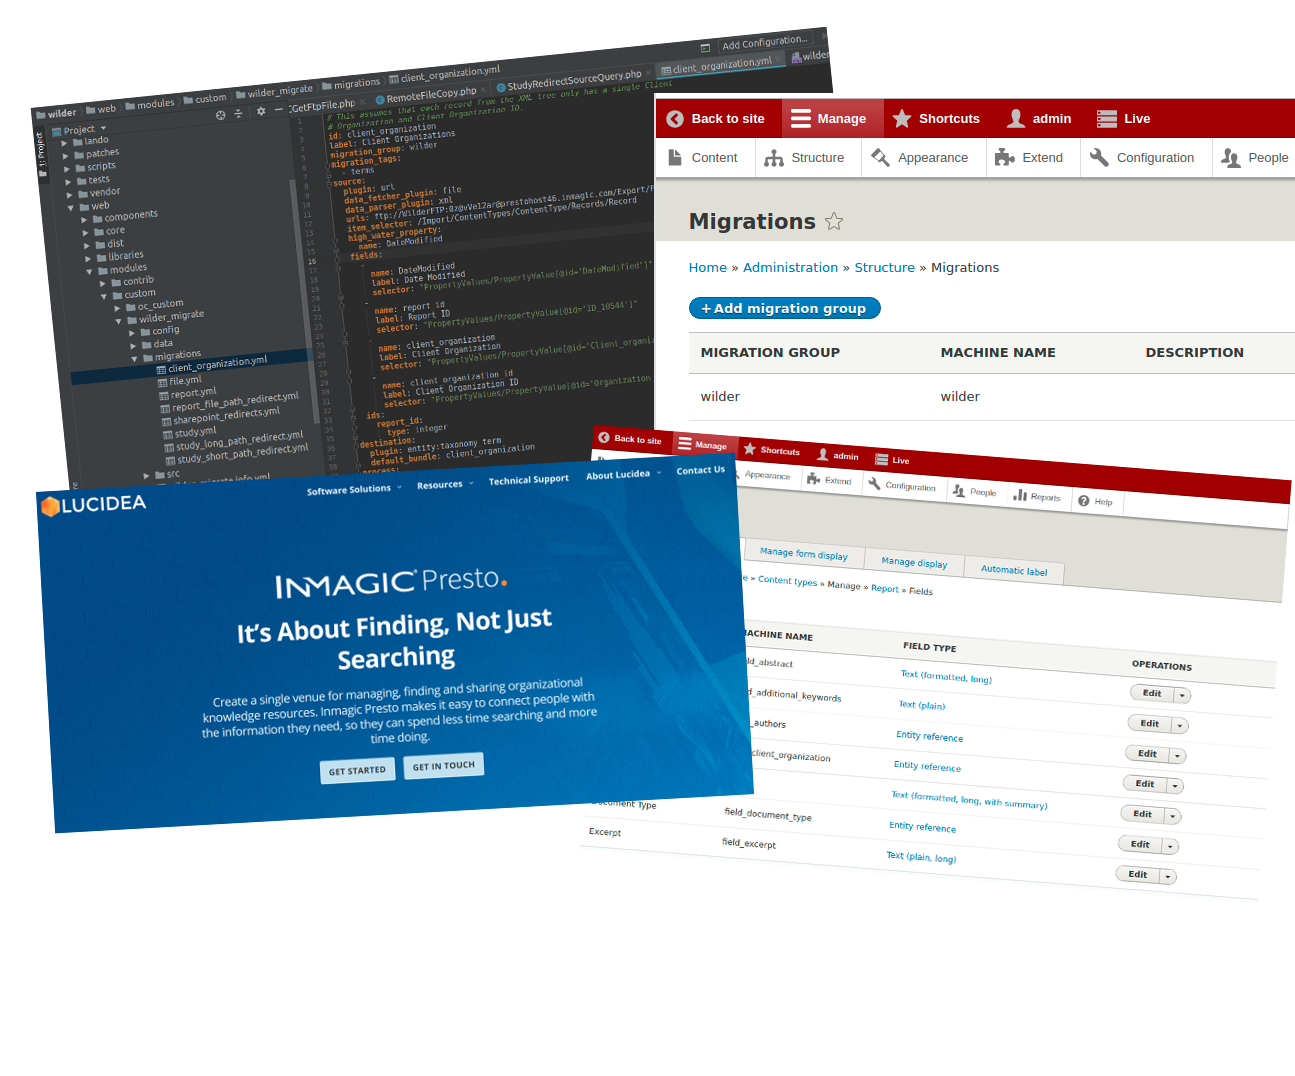 wilder web modules custom wilder_migrate migrations client_organization.yml
Add Configuration...
Project
GetFtpFile.php
RemoteFileCopy.php
StudyRedirectSourceQuery.php
client_organization.yml
wilder
1: Project
lando
patches
scripts
tests
vendor
web
components
core
dist
libraries
modules
contrib
custom
oc_custom
wilder_migrate
config
data
migrations
client_organization.yml
file.yml
report.yml
report_file_path_redirect.yml
sharepoint_redirects.yml
study.yml
study_long_path_redirect.yml
study_short_path_redirect.yml
src
# This assumes that each record from the XML tree only has a single Client
# Organization and Client Organization ID.
id: client_organization
label: Client Organizations
migration_group: wilder
migration_tags:
- terms
source:
plugin: url
data_fetcher_plugin: file
data_parser_plugin: xml
urls: ftp://
item_selector: /Import/ContentTypes/ContentType/Records/Record
high_water_property:
name: DateModified
fields:
-
name: DateModified
label: Date Modified
selector: "PropertyValues/PropertyValue[@id='DateModified']"
-
name: report_id
label: Report ID
selector: "PropertyValues/PropertyValue[@id='ID_10544']"
-
name: client_organization
label: Client Organization
selector: "PropertyValues/PropertyValue[@id='Client_organiz
-
name: client_organization_id
label: Client Organization ID
selector: "PropertyValues/PropertyValue[@id='Organization
ids:
report_id:
type: integer
destination:
plugin: entity:taxonomy_term
default_bundle: client_organization
process:
Back to site
Manage
Shortcuts
admin
Live
Content
Structure
Appearance
Extend
Configuration
People
Migrations
Home » Administration » Structure » Migrations
+ Add migration group
MIGRATION GROUP MACHINE NAME DESCRIPTION
wilder wilder
Back to site
Manage
Shortcuts
admin
Live
Appearance
Extend
Configuration
People
Reports
Help
Manage form display
Manage display
Automatic label
» Content types » Manage » Report » Fields
MACHINE NAME FIELD TYPE OPERATIONS
ld_abstract Text (formatted, long) Edit
d_additional_keywords Text (plain) Edit
_authors Entity reference Edit
client_organization Entity reference Edit
Text (formatted, long, with summary) Edit
Document Type field_document_type Entity reference Edit
Excerpt field_excerpt Text (plain, long) Edit
LUCIDEA
Software Solutions
Resources
Technical Support
About Lucidea
Contact Us
INMAGIC® Presto.
It's About Finding, Not Just
Searching
Create a single venue for managing, finding and sharing organizational
knowledge resources. Inmagic Presto makes it easy to connect people with
the information they need, so they can spend less time searching and more
time doing.
GET STARTED
GET IN TOUCH